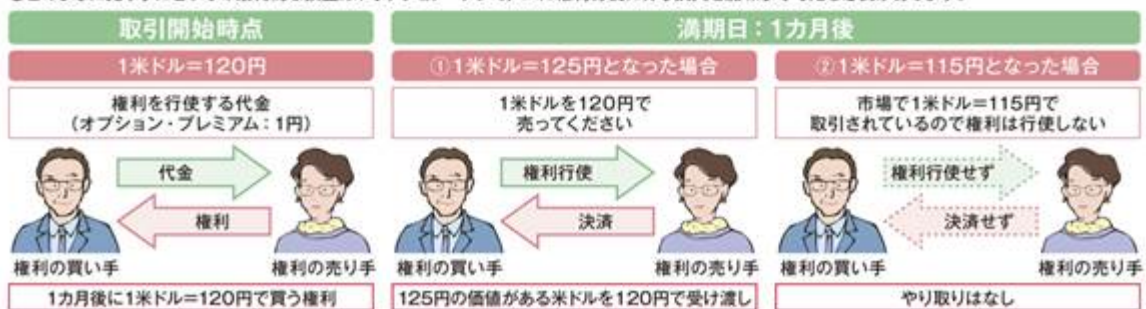 取引開始時点
満期日：1カ月後
1米ドル＝120円
①1米ドル＝125円となった場合
②1米ドル＝115円となった場合
権利を行使する代金
（オプション・プレミアム：1円）
1米ドルを120円で
売ってください
市場で1米ドル＝115円で
取引されているので権利は行使しない
代金
権利
権利行使
決済
権利行使せず
決済せず
権利の買い手
権利の売り手
権利の買い手
権利の売り手
権利の買い手
権利の売り手
1カ月後に1米ドル＝120円で買う権利
125円の価値がある米ドルを120円で受け渡し
やり取りはなし